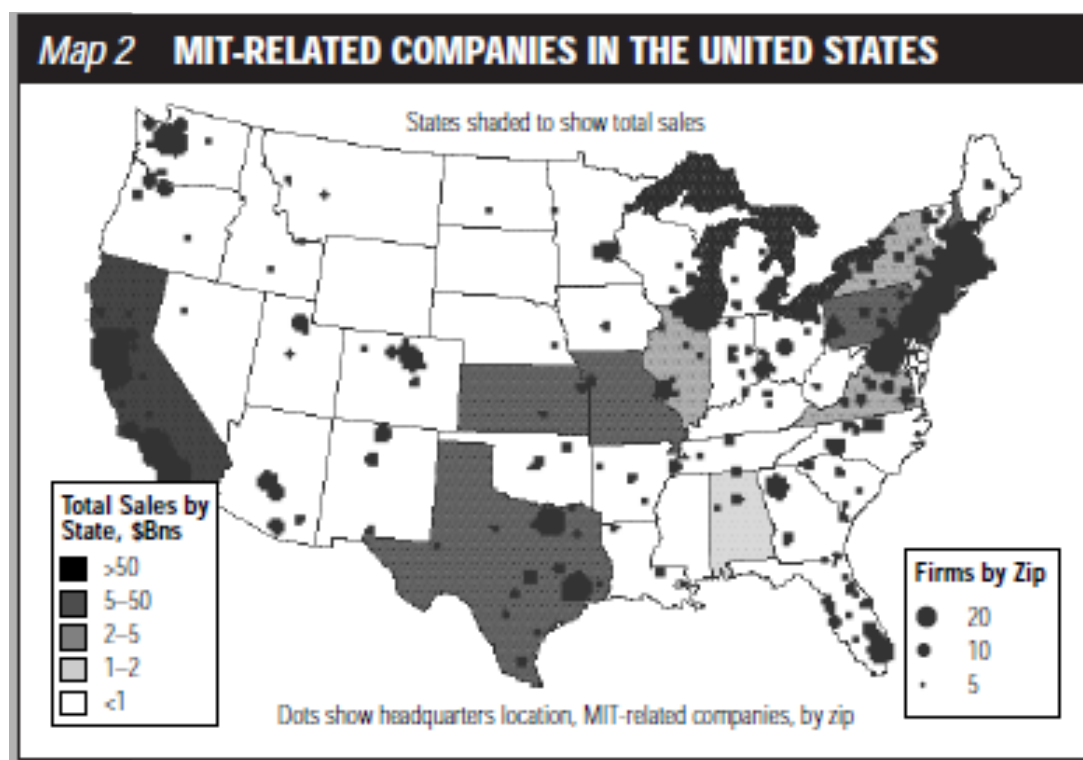 Map 2 MIT-RELATED COMPANIES IN THE UNITED STATES
States shaded to show total sales
Total Sales by
State, $Bns
>50
5–50
2–5
1–2
<1
Firms by Zip
20
10
5
Dots show headquarters location, MIT-related companies, by zip